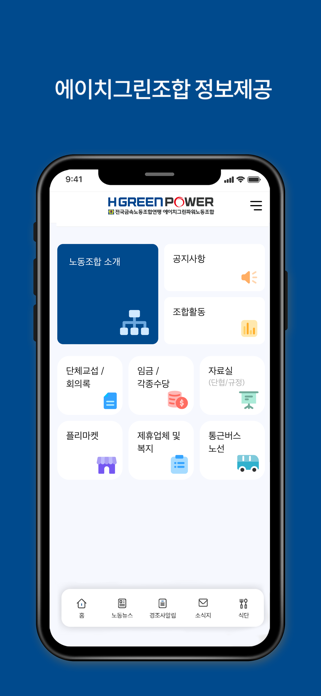 에이치그린조합 정보제공
9:41
HGREENPOWER
전국금속노동조합연맹 에이치그린파워노동조합
노동조합 소개
공지사항
조합활동
단체교섭 /
회의록
임금 /
각종수당
자료실
(단협/규정)
플리마켓
제휴업체 및
복지
통근버스
노선
홈
노동뉴스
경조사알림
소식지
식단